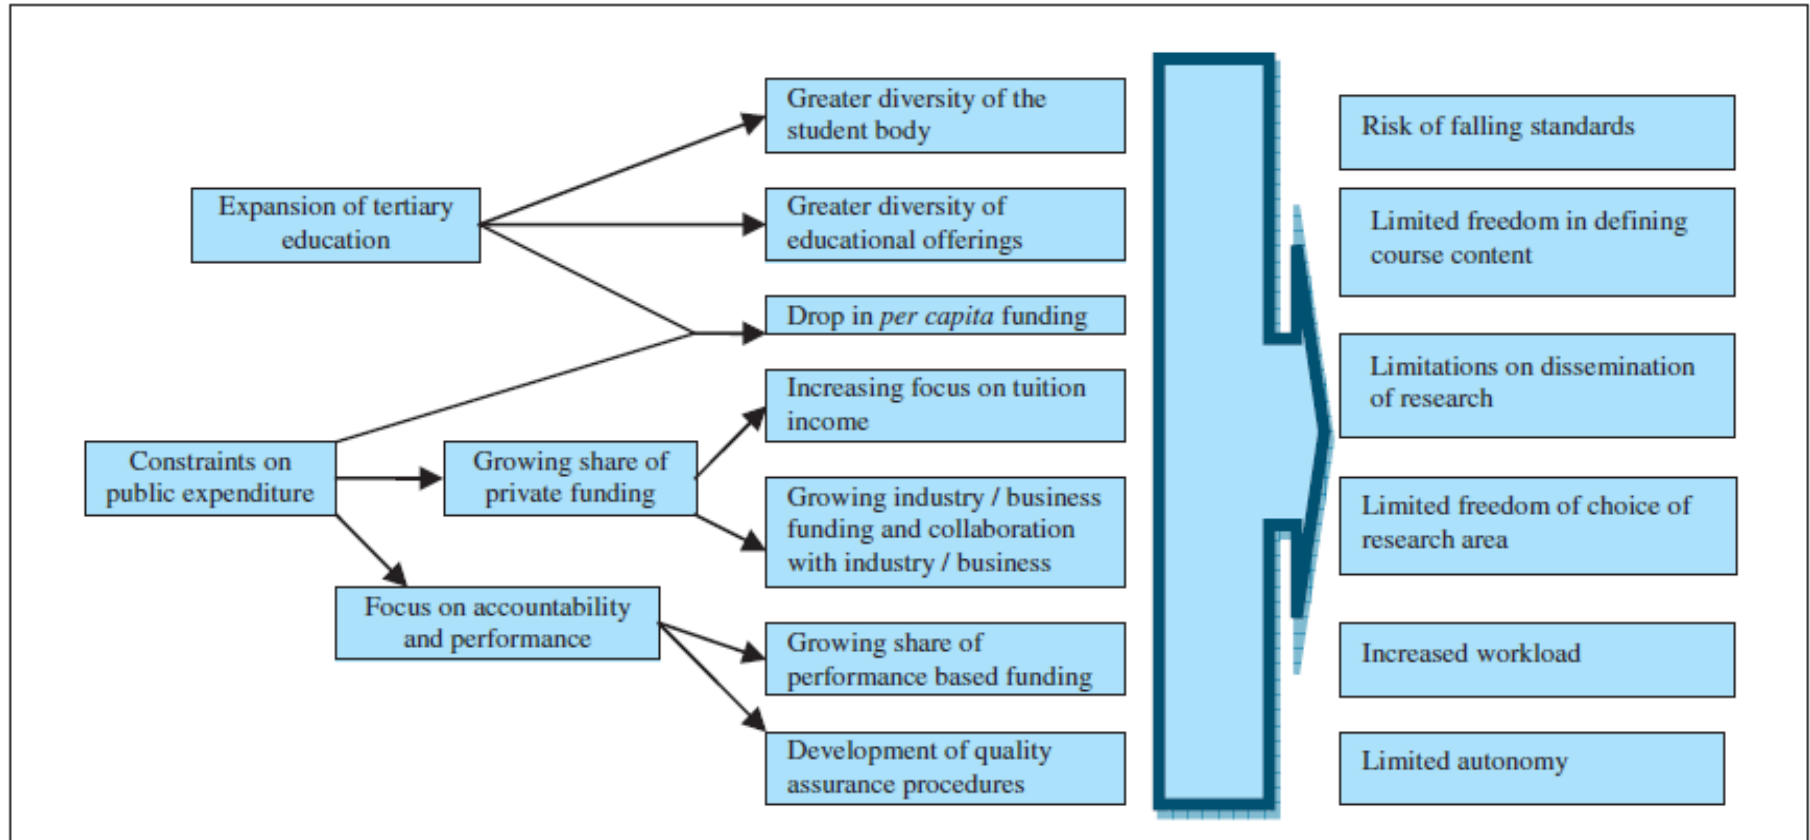 Expansion of tertiary
education
Constraints on
public expenditure
Growing share of
private funding
Focus on accountability
and performance
Greater diversity of the
student body
Greater diversity of
educational offerings
Drop in per capita funding
Increasing focus on tuition
income
Growing industry / business
funding and collaboration
with industry / business
Growing share of
performance based funding
Development of quality
assurance procedures
Risk of falling standards
Limited freedom in defining
course content
Limitations on dissemination
of research
Limited freedom of choice of
research area
Increased workload
Limited autonomy